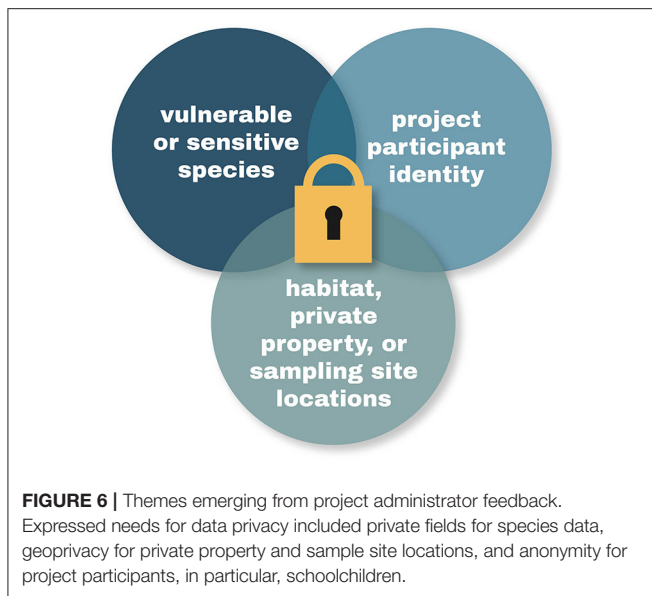 vulnerable
or sensitive
species
project
participant
identity
habitat,
private
property, or
sampling site
locations
FIGURE 6 | Themes emerging from project administrator feedback.
Expressed needs for data privacy included private fields for species data,
geoprivacy for private property and sample site locations, and anonymity for
project participants, in particular, schoolchildren.